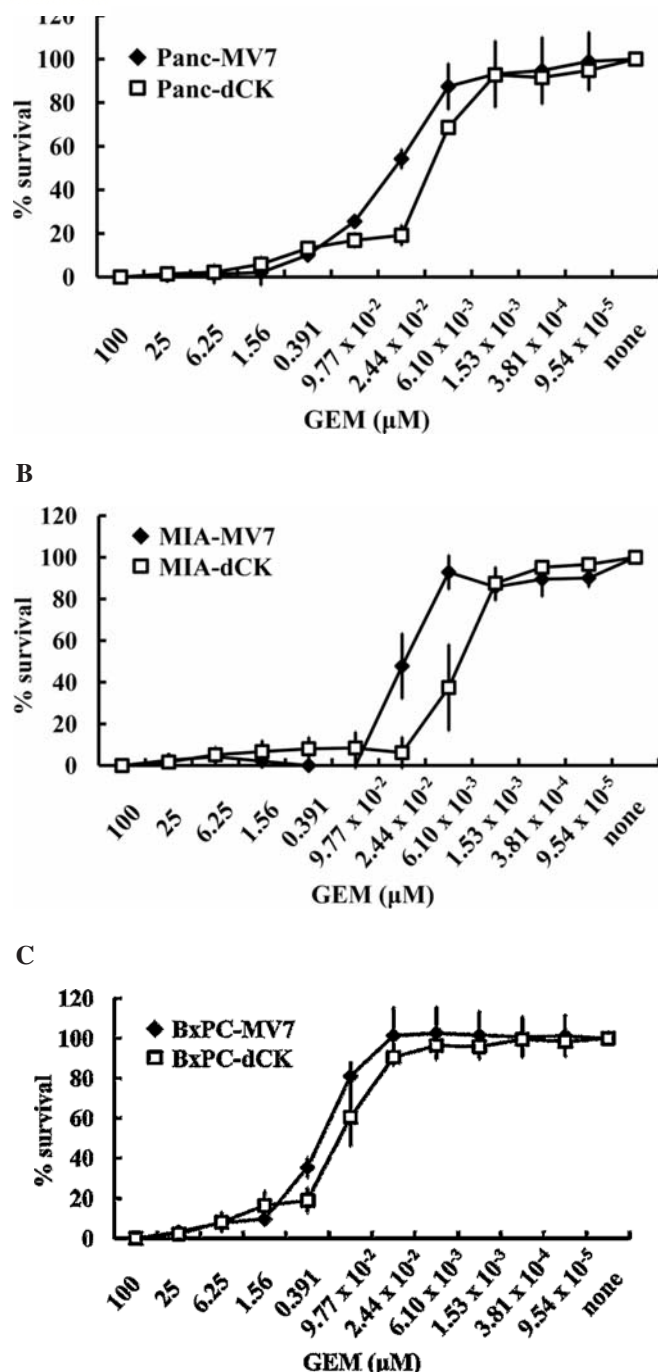 120
100
80
60
40
20
0
% survival
Panc-MV7
Panc-dCK
100
25
6.25
1.56
0.391
9.77 x 10-2
2.44 x 10-2
6.10 x 10-3
1.53 x 10-3
3.81 x 10-4
9.54 x 10-5
none
GEM (μM)
B
120
100
80
60
40
20
0
% survival
MIA-MV7
MIA-dCK
100
25
6.25
1.56
0.391
9.77 x 10-2
2.44 x 10-2
6.10 x 10-3
1.53 x 10-3
3.81 x 10-4
9.54 x 10-5
none
GEM (μM)
C
120
100
80
60
40
20
0
% survival
BxPC-MV7
BxPC-dCK
100
25
6.25
1.56
0.391
9.77 x 10-2
2.44 x 10-2
6.10 x 10-3
1.53 x 10-3
3.81 x 10-4
9.54 x 10-5
none
GEM (μM)